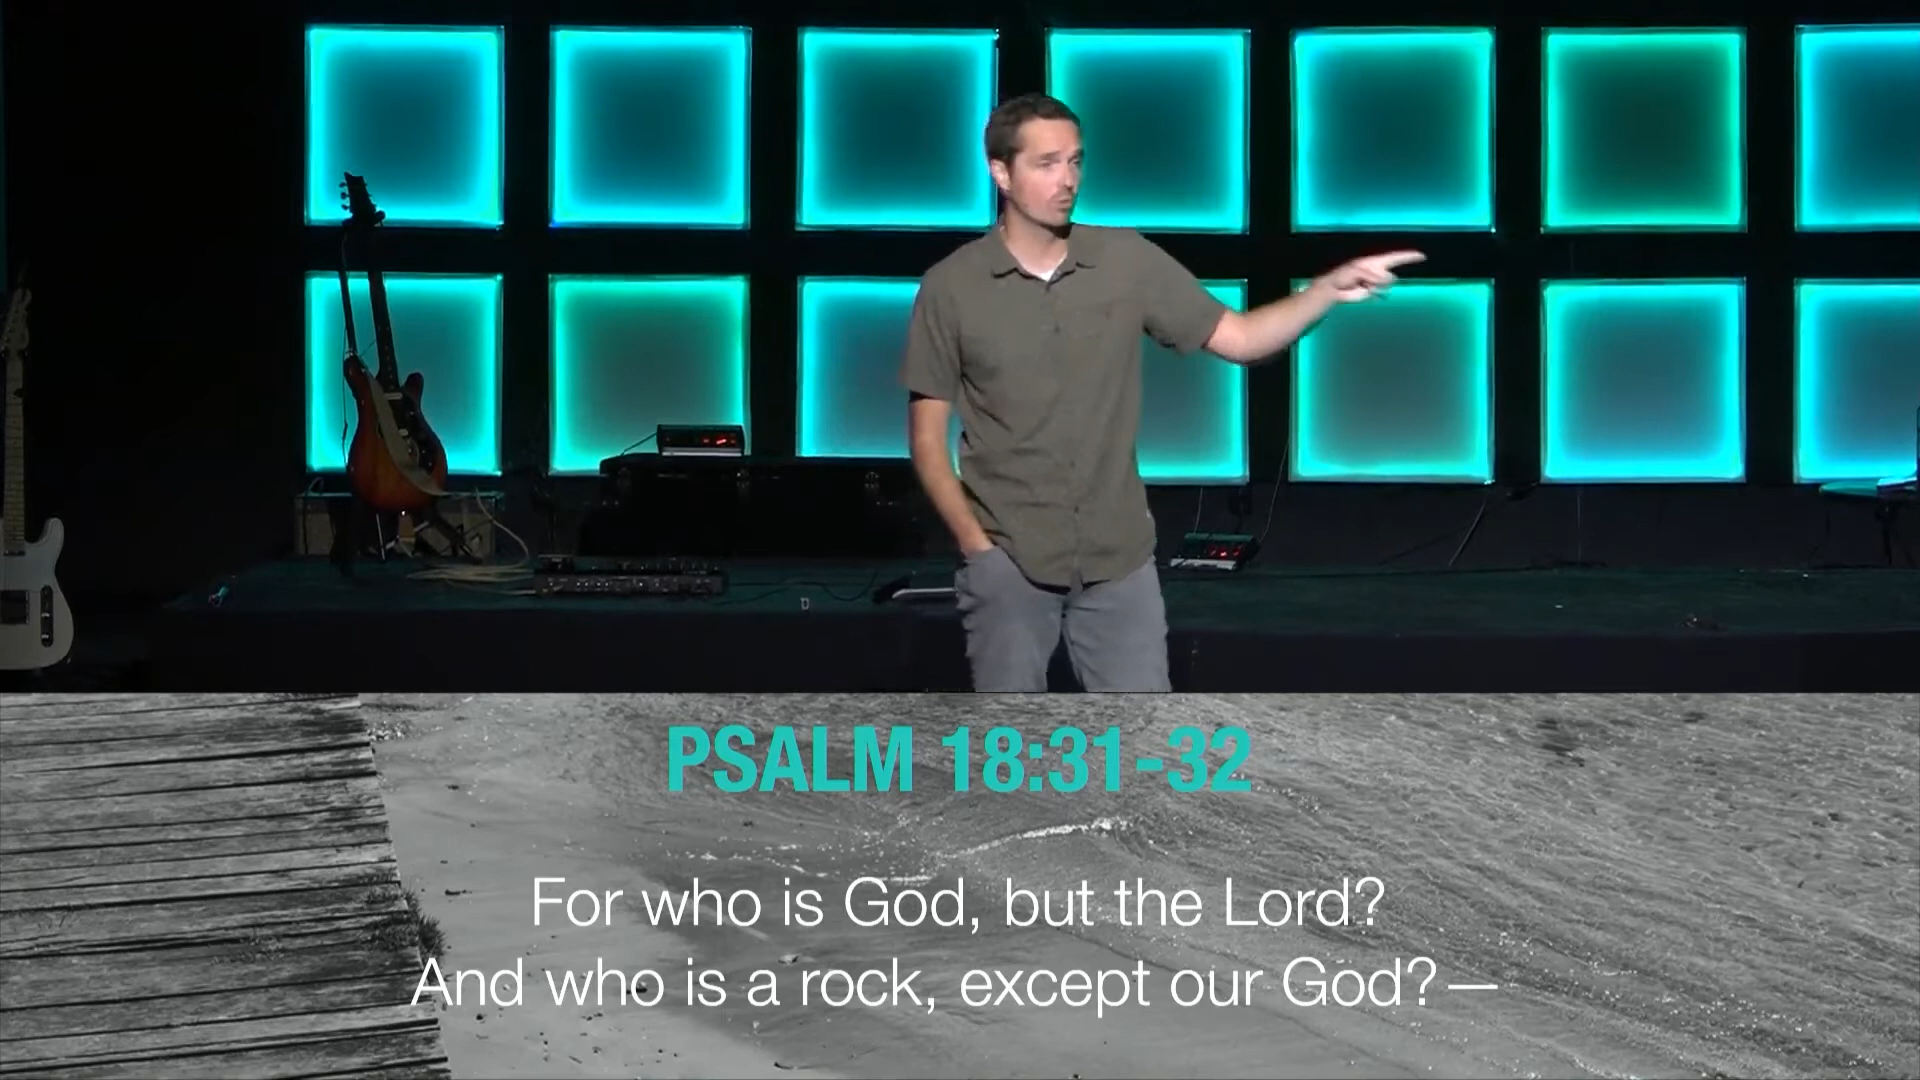 PSALM 18:31-32
For who is God, but the Lord?
And who is a rock, except our God?—